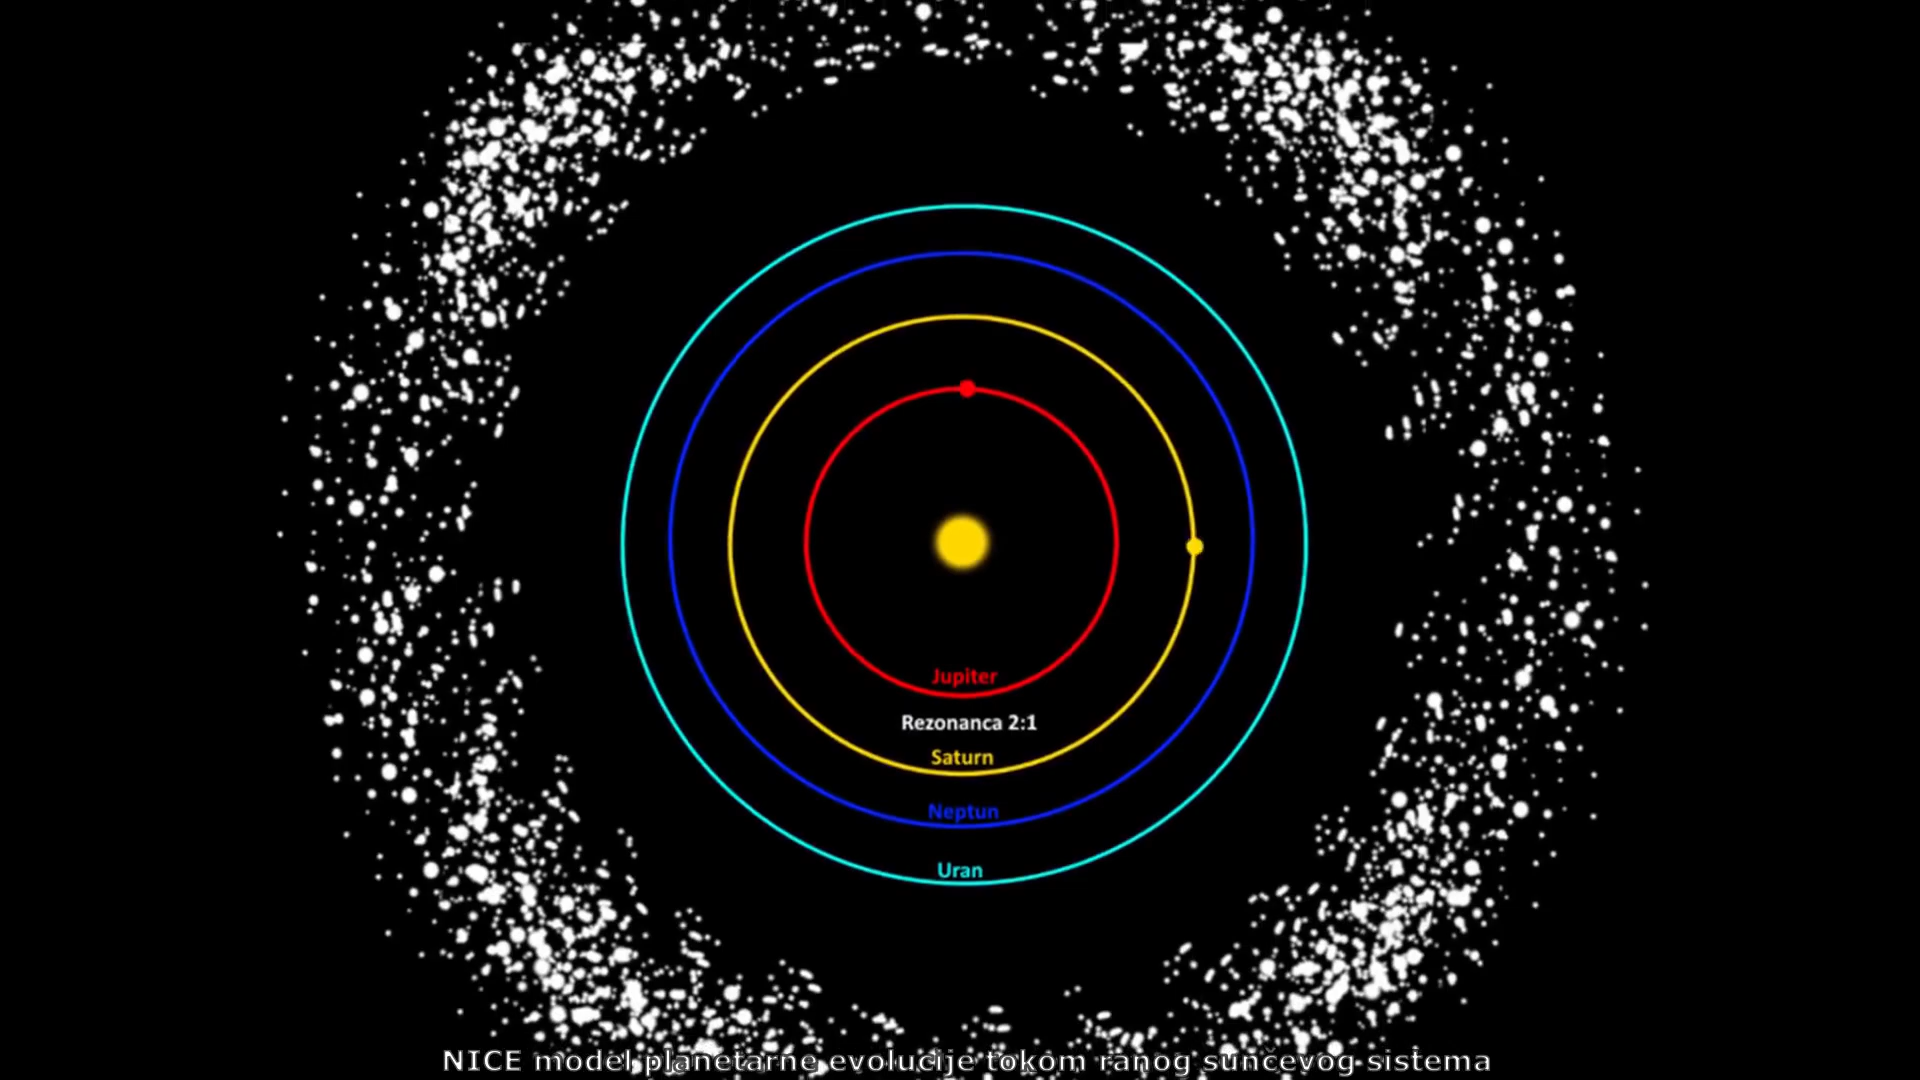 Jupiter
Rezonanca 2:1
Saturn
Neptun
Uran
NICE model planetarne evolucije tokom ranog sunčevog sistema